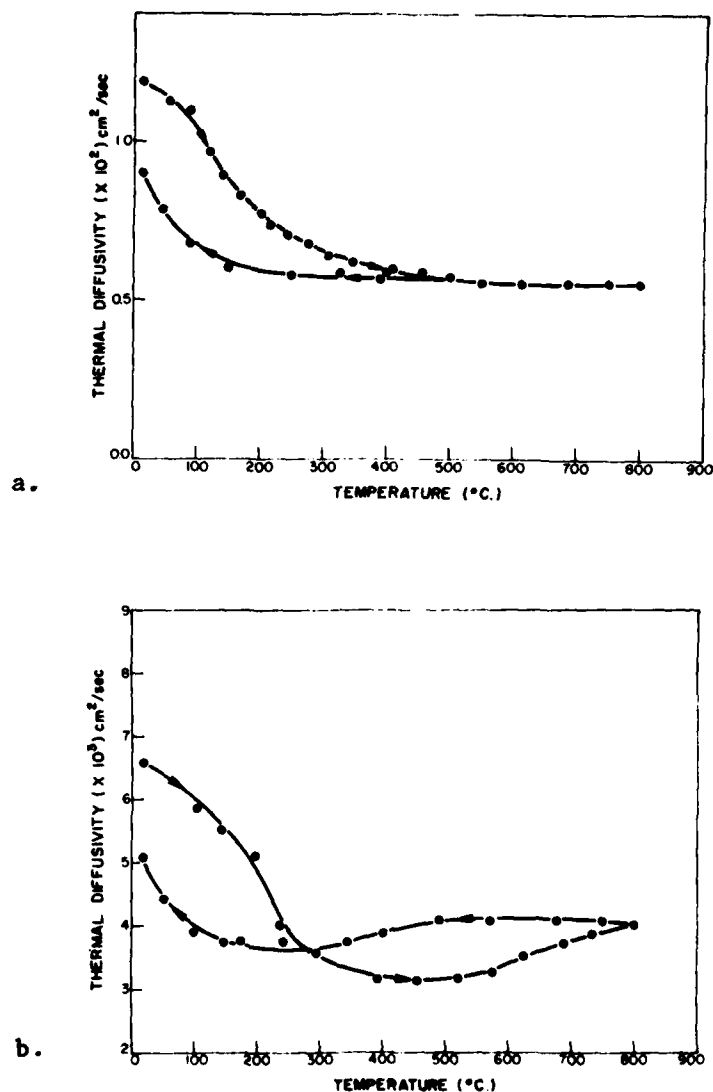 THERMAL DIFFUSIVITY (X 10²) cm²/sec
1.0
0.5
0.0
0 100 200 300 400 500 600 700 800 900
TEMPERATURE (°C.)
a.
THERMAL DIFFUSIVITY (X 10³) cm²/sec
9
8
7
6
5
4
3
2
0 100 200 300 400 500 600 700 800 900
TEMPERATURE (°C.)
b.